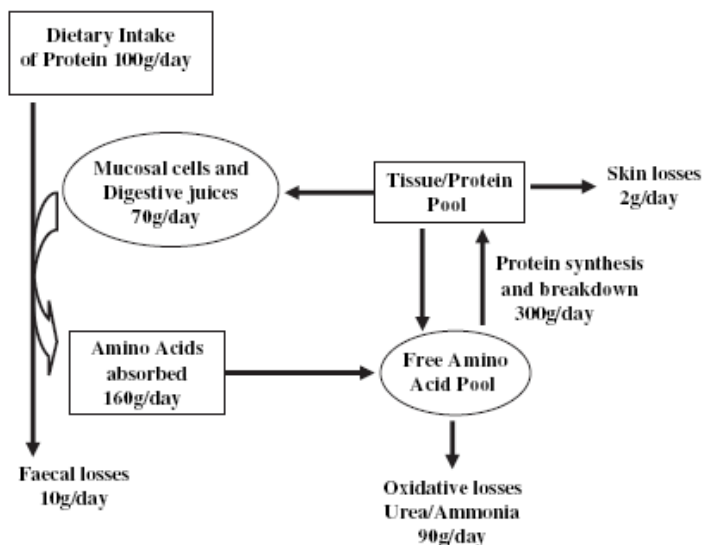 Dietary Intake
of Protein 100g/day
Mucosal cells and
Digestive juices
70g/day
Tissue/Protein
Pool
Skin losses
2g/day
Protein synthesis
and breakdown
300g/day
Amino Acids
absorbed
160g/day
Free Amino
Acid Pool
Faecal losses
10g/day
Oxidative losses
Urea/Ammonia
90g/day